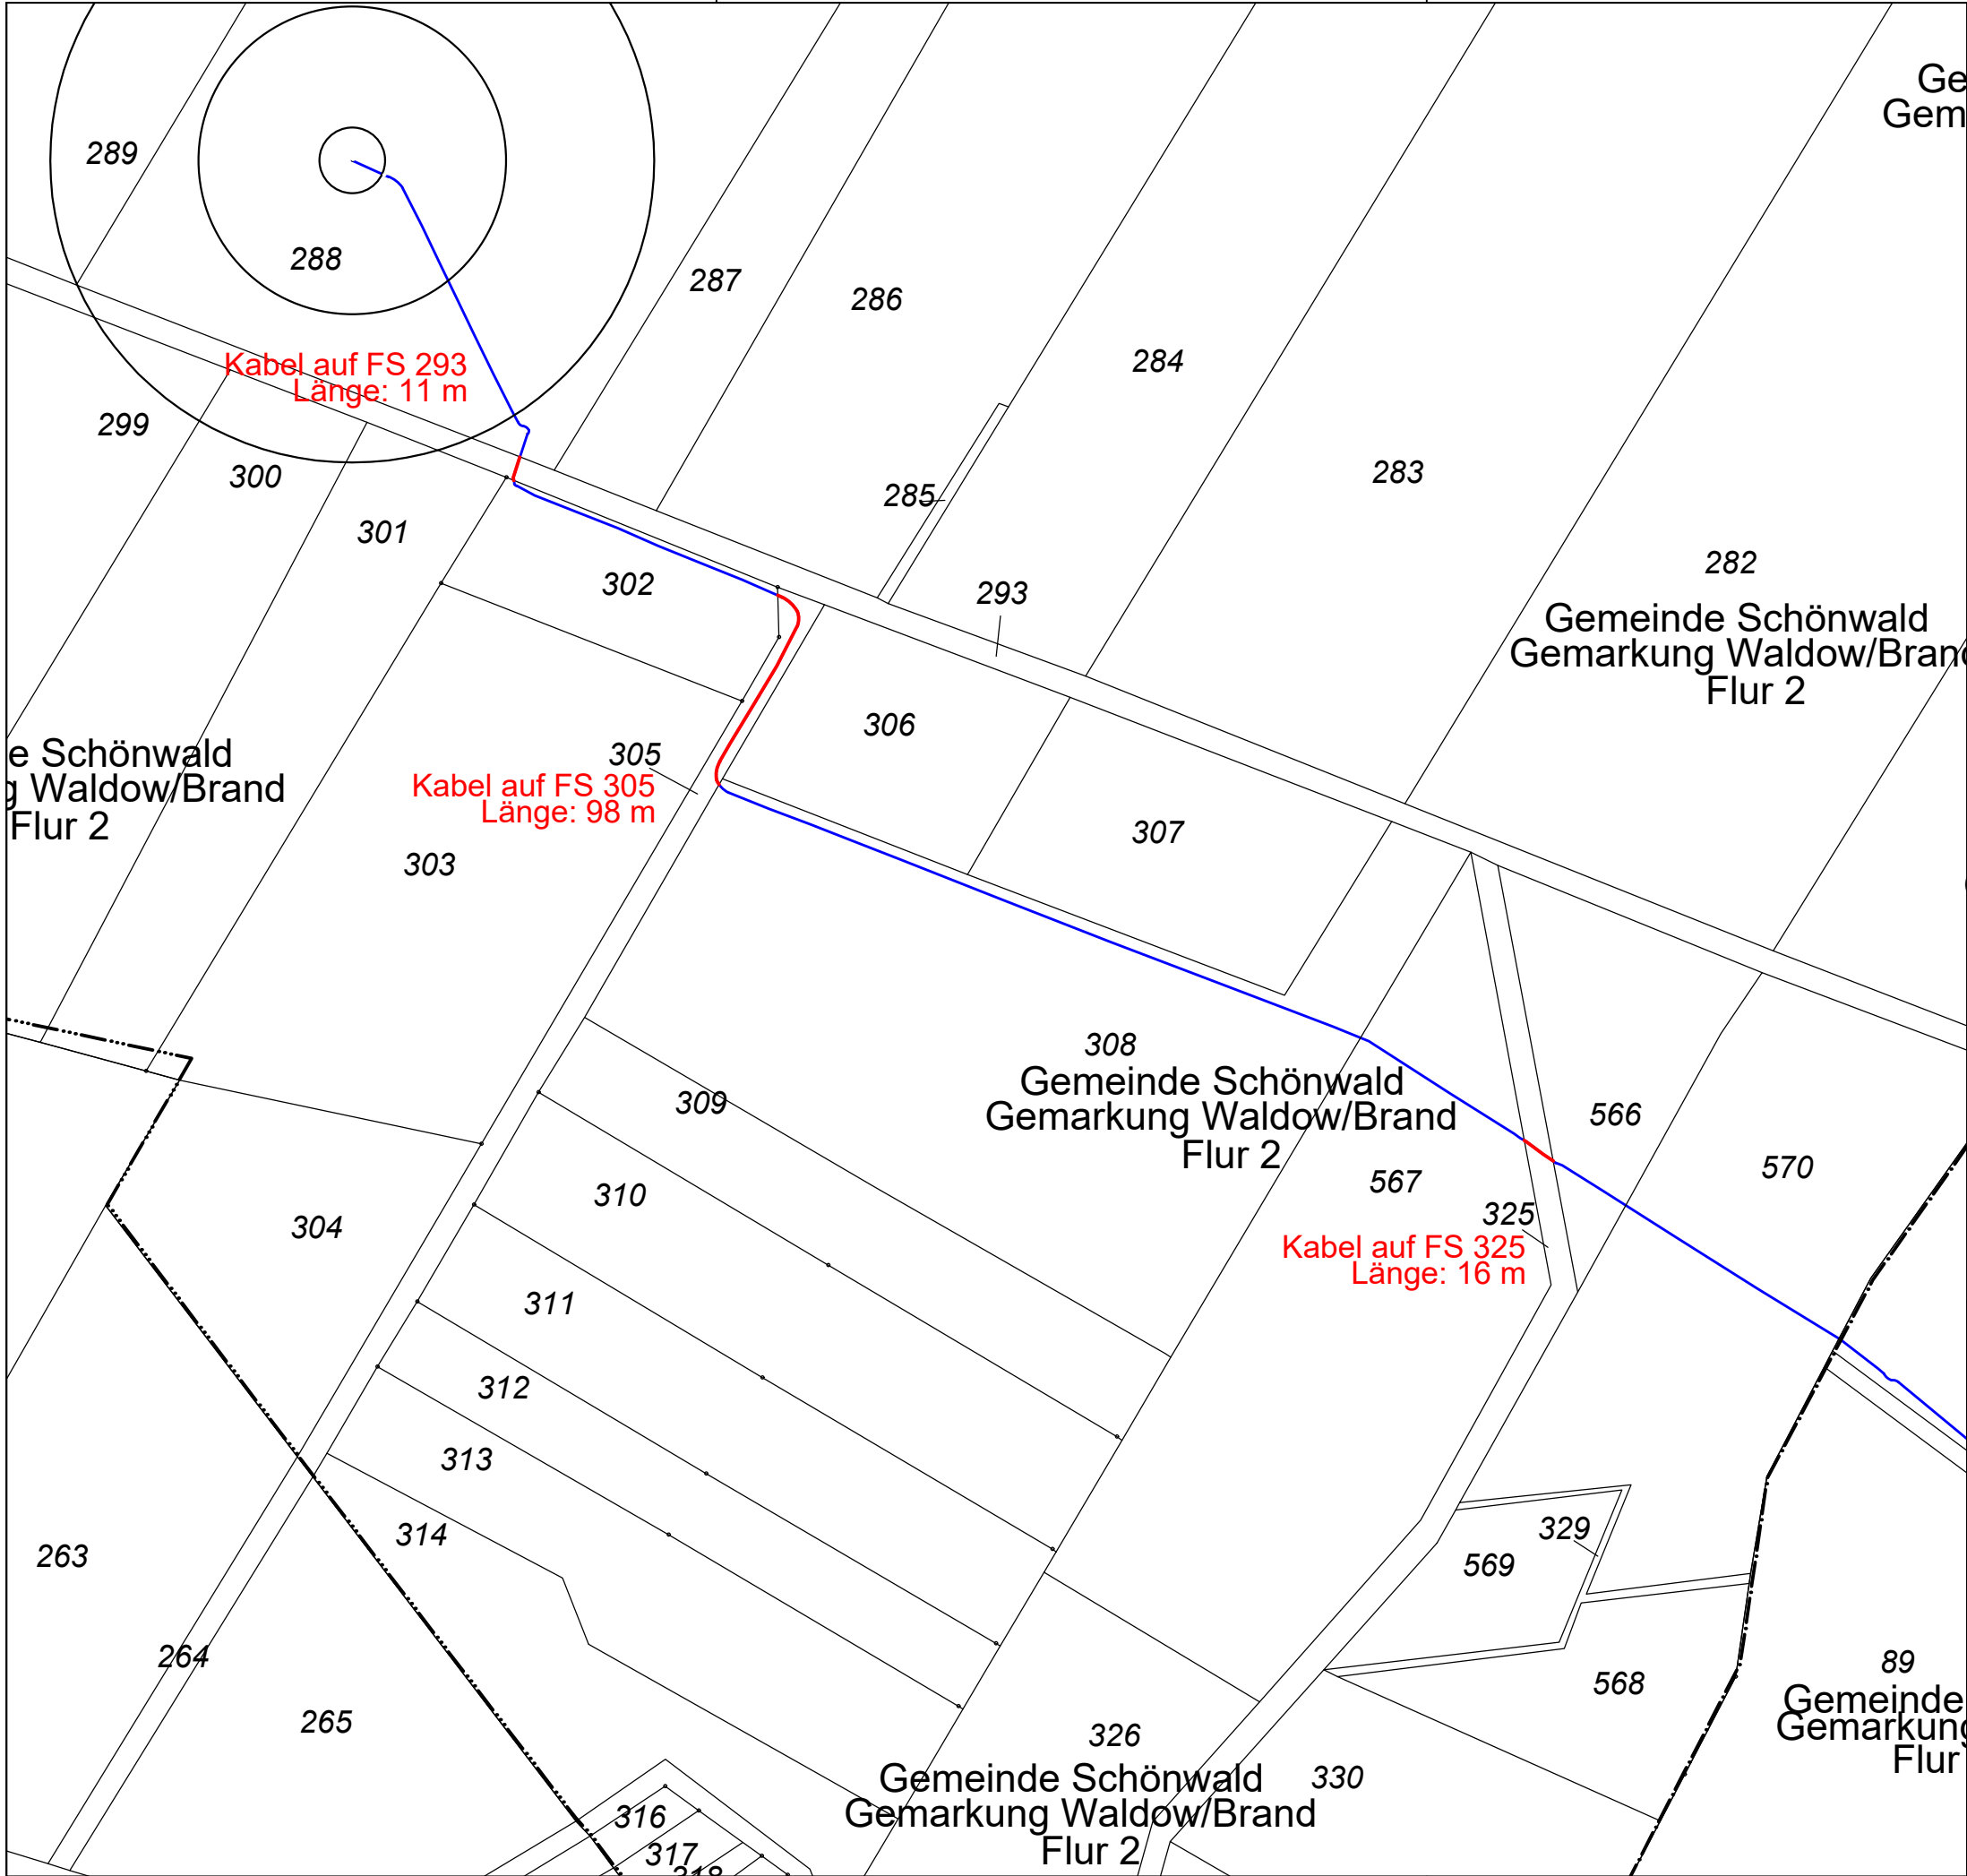 Ge
Gem
289
288
287
286
284
Kabel auf FS 293
Länge: 11 m
299
300
301
285
283
282
302
293
Gemeinde Schönwald
Gemarkung Waldow/Brand
Flur 2
306
305
e Schönwald
g Waldow/Brand
Flur 2
Kabel auf FS 305
Länge: 98 m
307
303
308
Gemeinde Schönwald
Gemarkung Waldow/Brand
Flur 2
309
566
570
567
310
304
325
Kabel auf FS 325
Länge: 16 m
311
312
313
314
329
569
263
264
568
89
Gemeinde
Gemarkung
Flur
265
326
Gemeinde Schönwald
Gemarkung Waldow/Brand
Flur 2
330
316
317
318